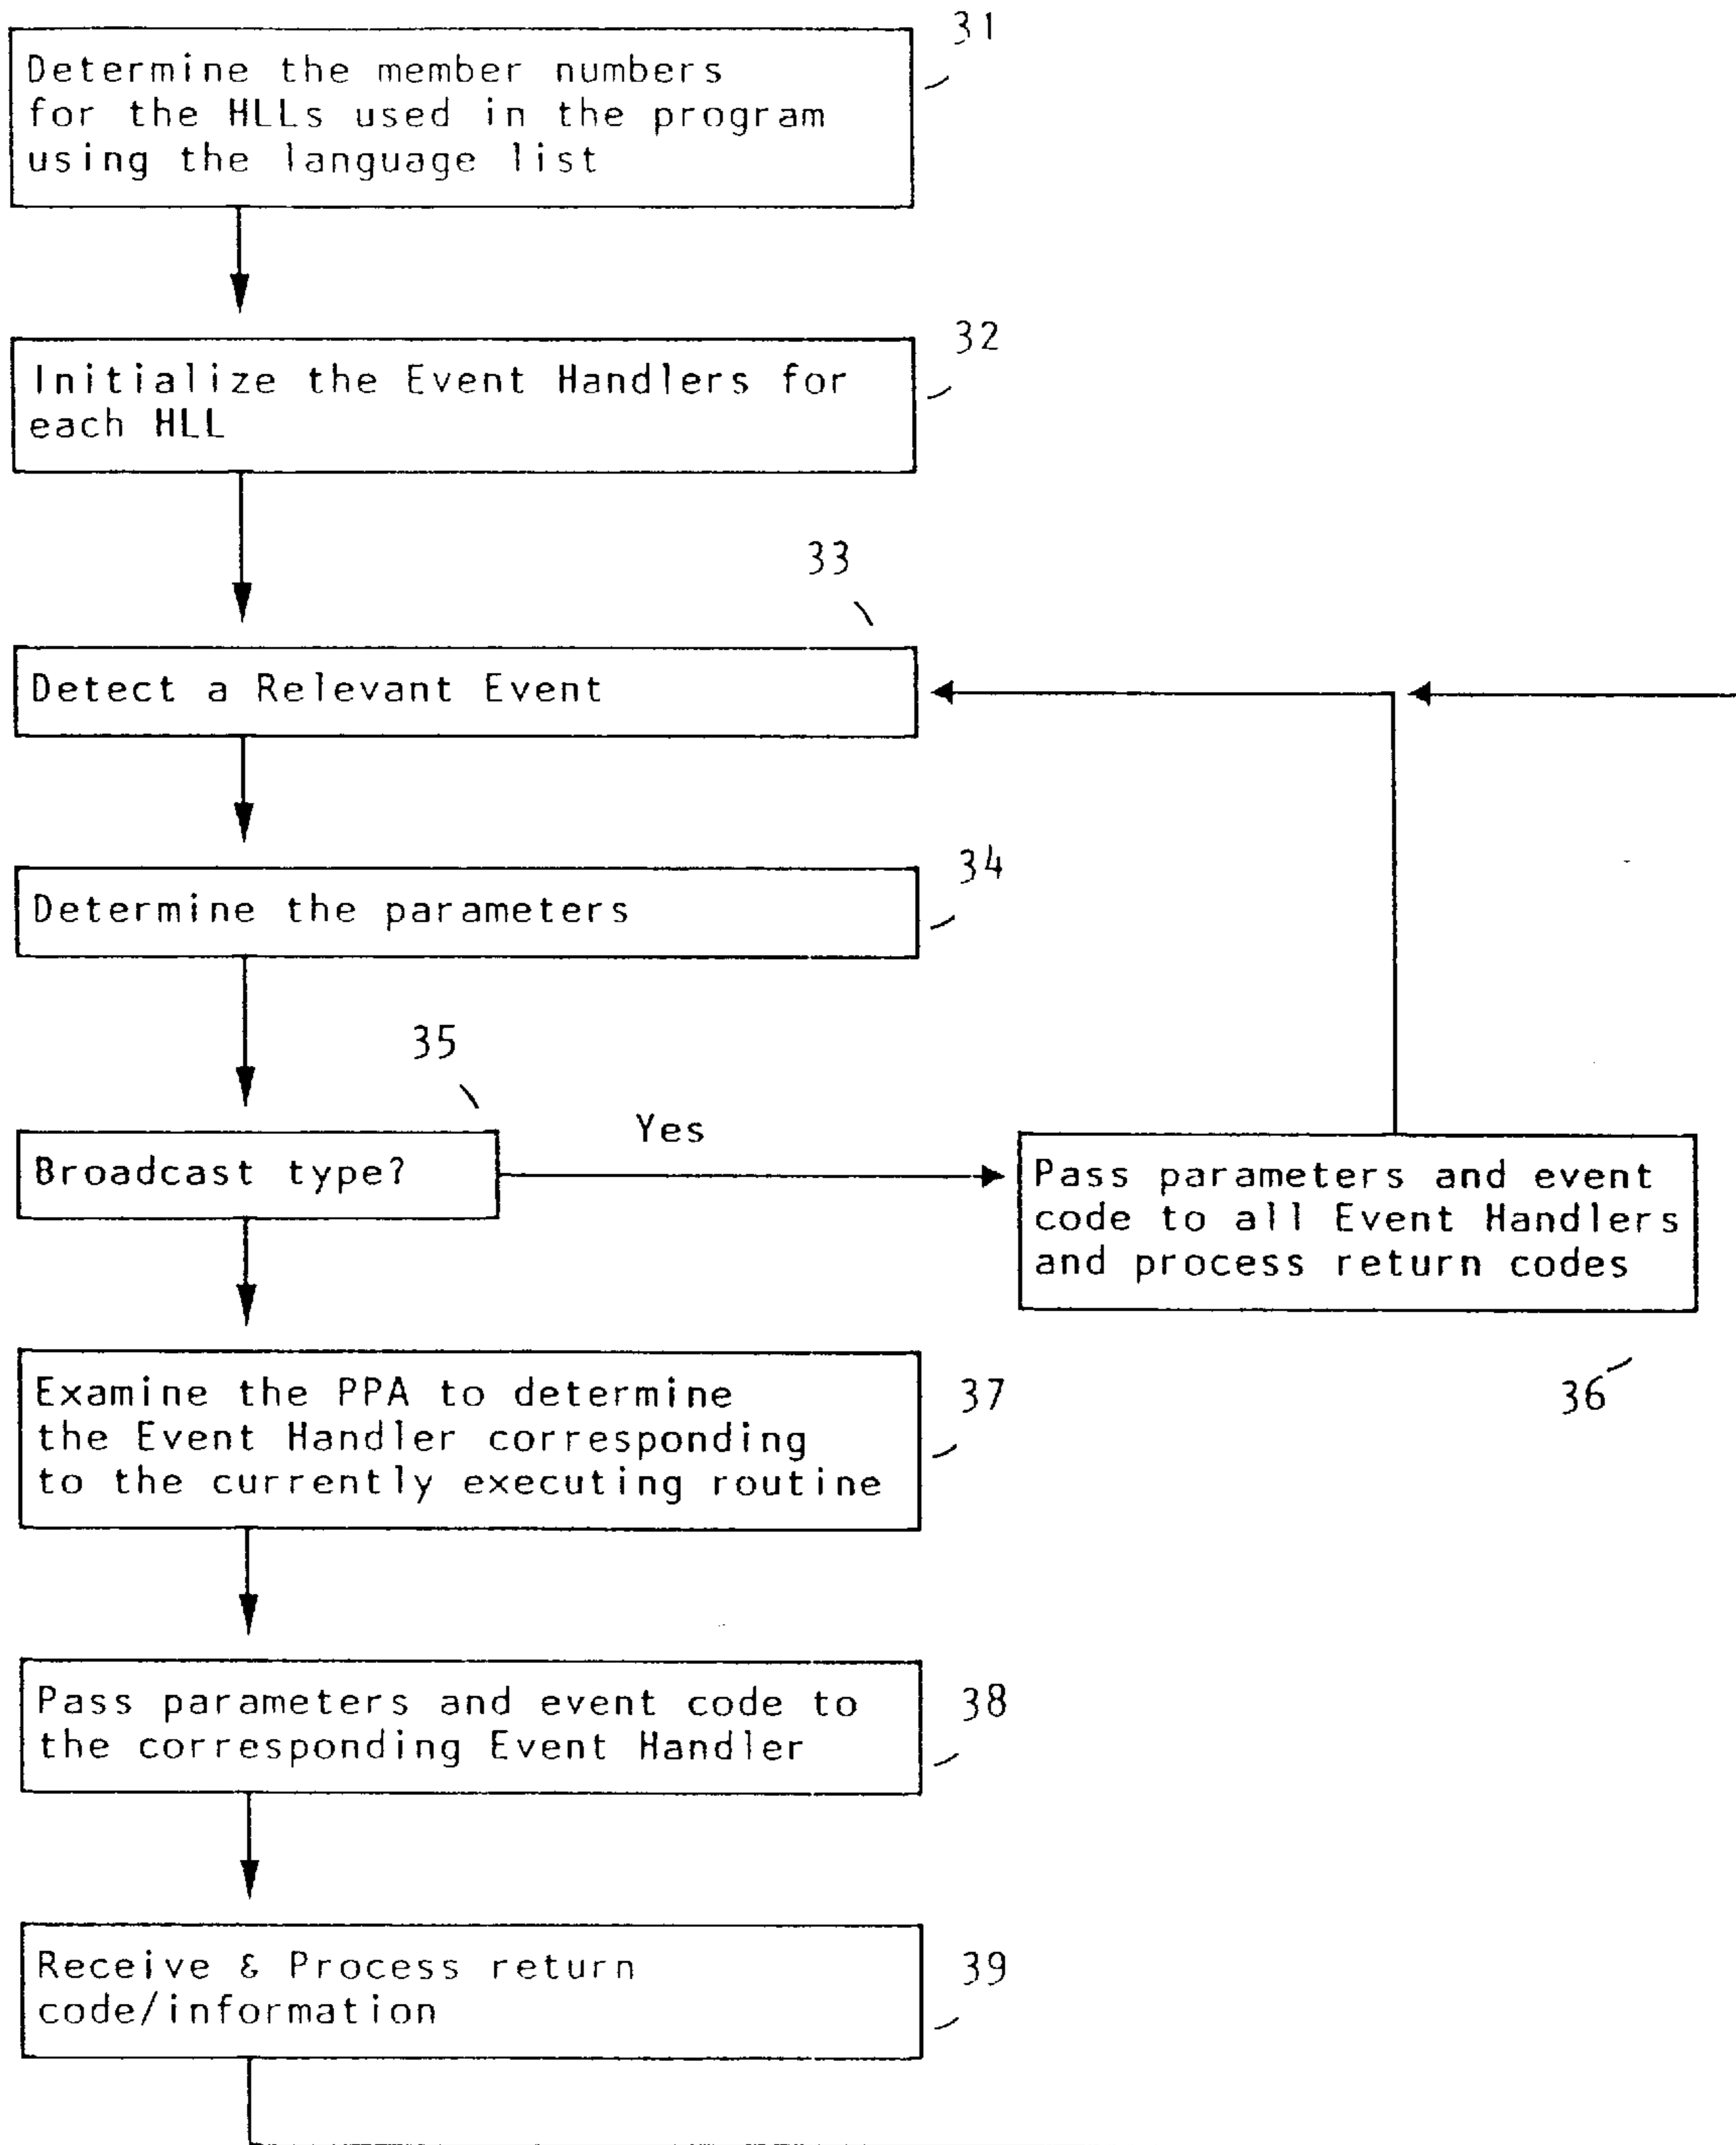 31
Determine the member numbers
for the HLLs used in the program
using the language list
32
Initialize the Event Handlers for
each HLL
33
Detect a Relevant Event
34
Determine the parameters
35
Broadcast type?
Yes
Pass parameters and event
code to all Event Handlers
and process return codes
36
Examine the PPA to determine
the Event Handler corresponding
to the currently executing routine
37
Pass parameters and event code to
the corresponding Event Handler
38
Receive & Process return
code/information
39